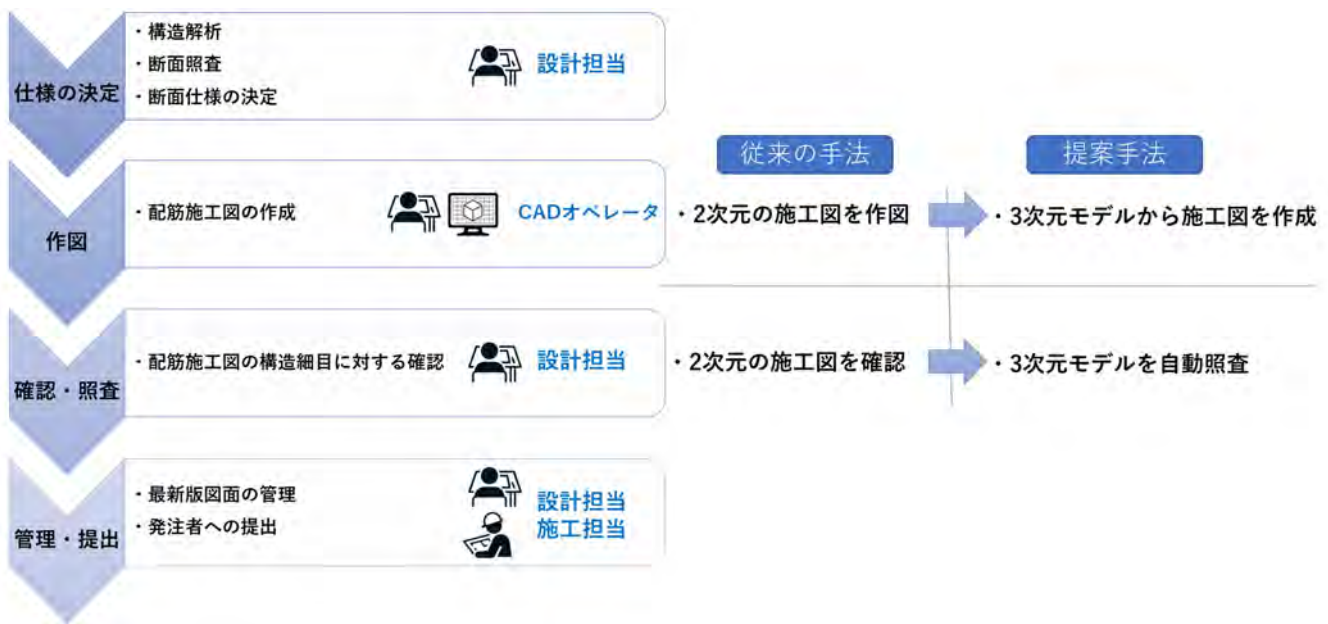 ・構造解析
・断面照査
・断面仕様の決定
設計担当
仕様の決定
従来の手法
提案手法
・配筋施工図の作成
CADオペレータ
・2次元の施工図を作図
・3次元モデルから施工図を作成
作図
・配筋施工図の構造細目に対する確認
設計担当
・2次元の施工図を確認
・3次元モデルを自動照査
確認・照査
・最新版図面の管理
・発注者への提出
設計担当
施工担当
管理・提出